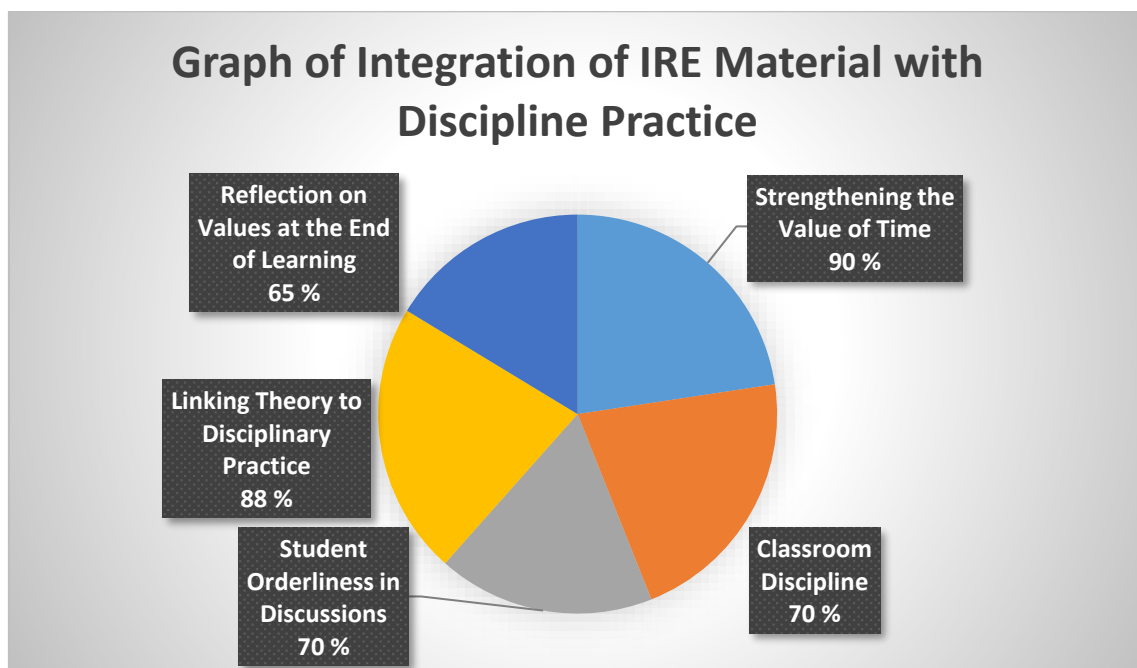 Graph of Integration of IRE Material with
Discipline Practice
Reflection on
Values at the End
of Learning
65 %
Strengthening the
Value of Time
90 %
Linking Theory to
Disciplinary
Practice
88 %
Student
Orderliness in
Discussions
70 %
Classroom
Discipline
70 %